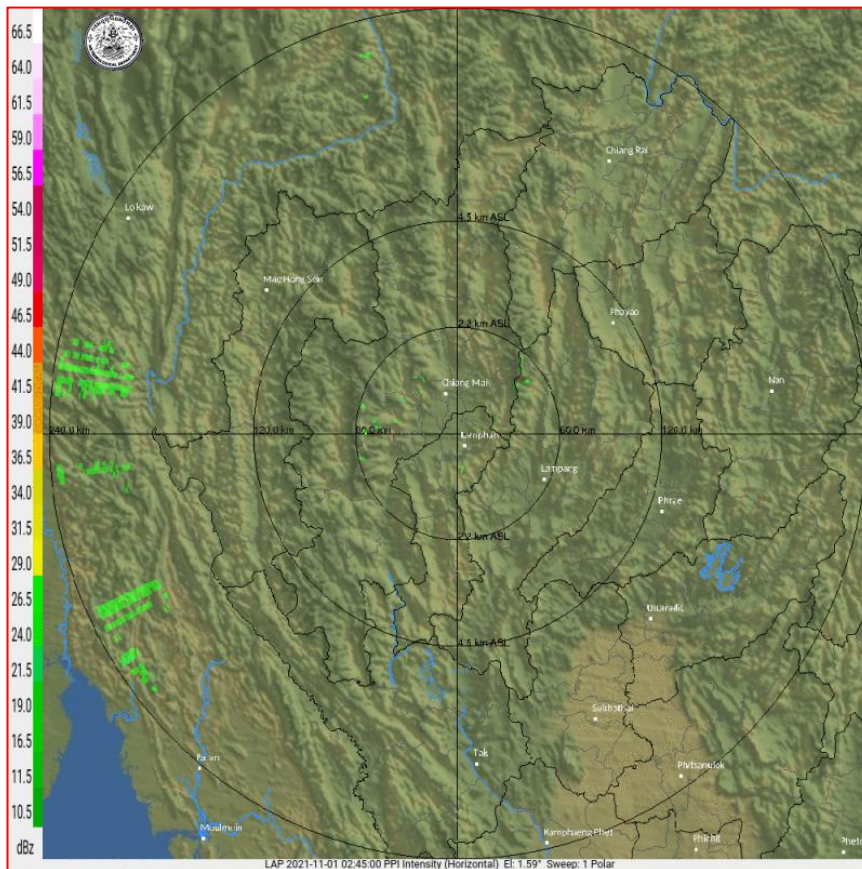 66.5
64.0
61.5
59.0
56.5
54.0
51.5
49.0
46.5
44.0
41.5
39.0
36.5
34.0
31.5
29.0
26.5
24.0
21.5
19.0
16.5
11.5
10.5
dBz
Chiang Rai
Loikaw
4.5 km ASL
Mae Hong Son
Phayao
2.2 km ASL
Chiang Mai
Nan
240.0 km
120.0 km
60.0 km
120.0 km
Lamphun
Lampang
Phrae
2.2 km ASL
Uttaradit
4.5 km ASL
Sukhothai
Tak
Pa'an
Phitsanulok
Moulmein
Kamphaeng Phet
Phichit
LAP 2021-11-01 02:45:00 PPI Intensity (Horizontal) El: 1.59° Sweep: 1 Polar